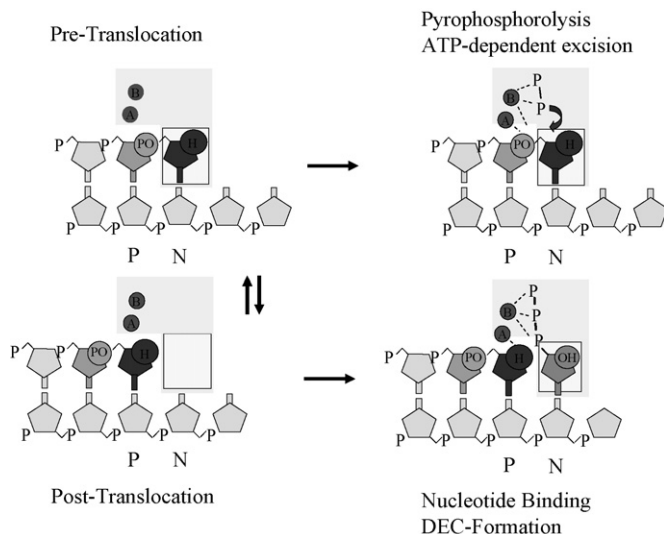 Pre-Translocation
Pyrophosphorolysis
ATP-dependent excision
B
A
P
P
PO
H
P
P
P
P
P
N
P
P
B
A
P
P
PO
H
P
P
P
P
P
N
B
A
P
P
PO
H
P
P
P
P
P
N
P
P
P
B
A
P
P
PO
H
OH
P
P
P
P
P
N
Post-Translocation
Nucleotide Binding
DEC-Formation